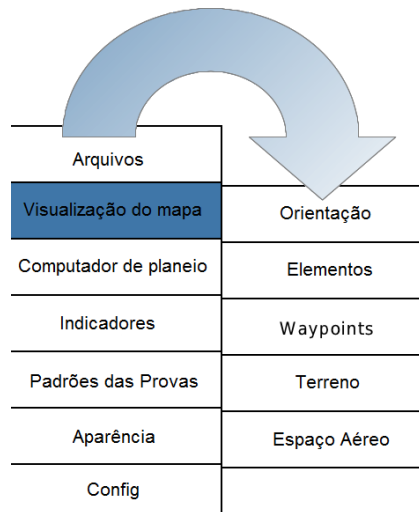 Arquivos
Visualização do mapa
Computador de planeio
Indicadores
Padrões das Provas
Aparência
Config
Orientação
Elementos
Waypoints
Terreno
Espaço Aéreo